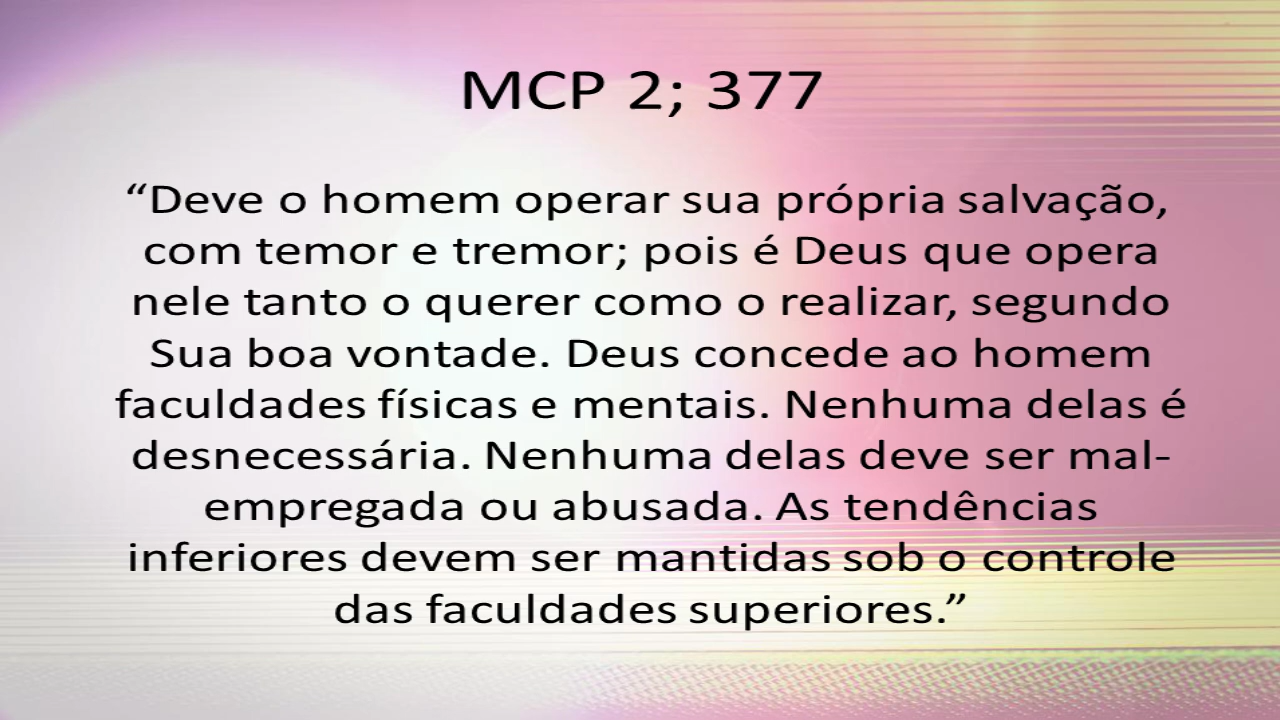 MCP 2; 377
“Deve o homem operar sua própria salvação,
com temor e tremor; pois é Deus que opera
nele tanto o querer como o realizar, segundo
Sua boa vontade. Deus concede ao homem
faculdades físicas e mentais. Nenhuma delas é
desnecessária. Nenhuma delas deve ser mal-
empregada ou abusada. As tendências
inferiores devem ser mantidas sob o controle
das faculdades superiores.”